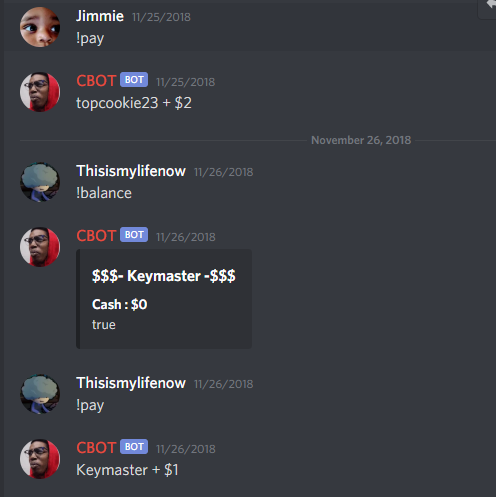 Jimmie 11/25/2018
!pay
CBOT BOT 11/25/2018
topcookie23 + $2
November 26, 2018
Thisismylifenow 11/26/2018
!balance
CBOT BOT 11/26/2018
$$$- Keymaster -$$$
Cash : $0
true
Thisismylifenow 11/26/2018
!pay
CBOT BOT 11/26/2018
Keymaster + $1